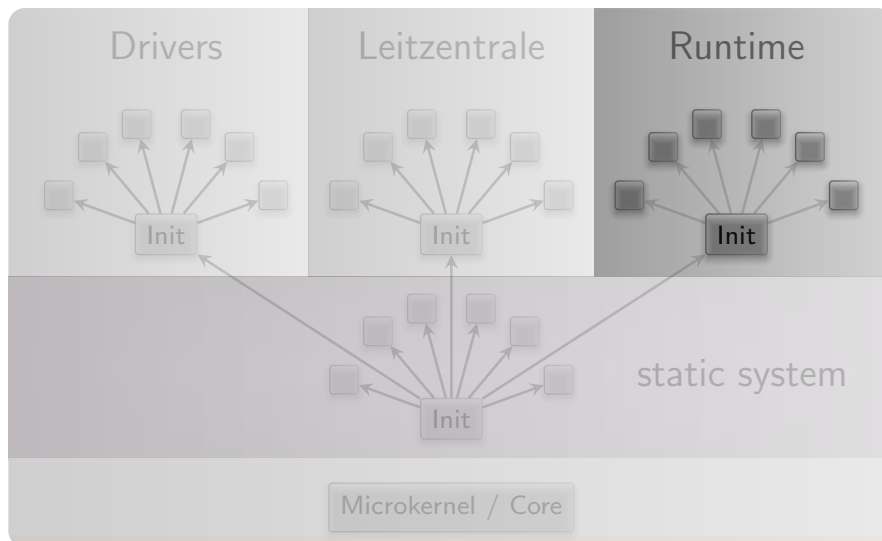 Drivers
Leitzentrale
Runtime
Init
Init
Init
static system
Init
Microkernel / Core